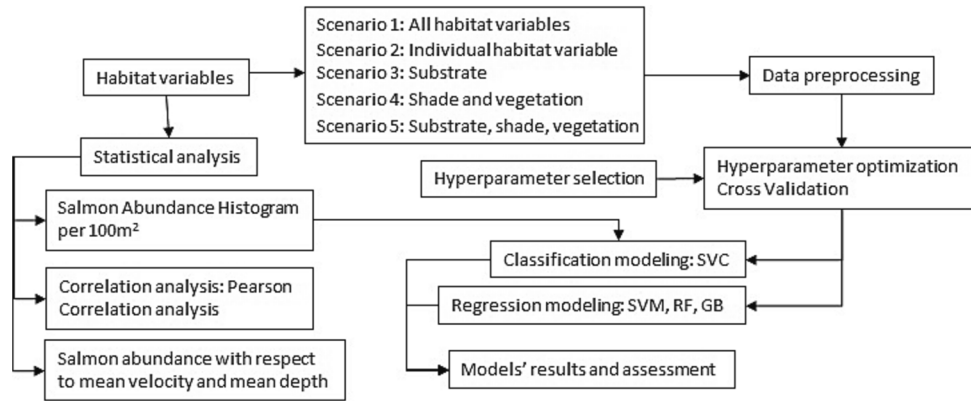 Scenario 1: All habitat variables
Scenario 2: Individual habitat variable
Scenario 3: Substrate
Scenario 4: Shade and vegetation
Scenario 5: Substrate, shade, vegetation
Habitat variables
Data preprocessing
Statistical analysis
Hyperparameter selection
Hyperparameter optimization
Cross Validation
Salmon Abundance Histogram
per 100m²
Classification modeling: SVC
Correlation analysis: Pearson
Correlation analysis
Regression modeling: SVM, RF, GB
Salmon abundance with respect
to mean velocity and mean depth
Models' results and assessment